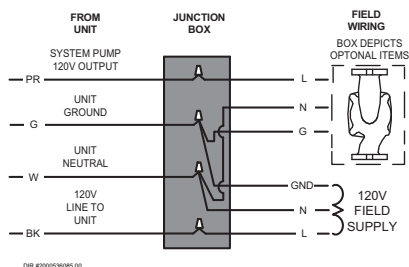 FROM
UNIT
JUNCTION
BOX
FIELD
WIRING
BOX DEPICTS
OPTONAL ITEMS
SYSTEM PUMP
120V OUTPUT
PR
L
UNIT
GROUND
N
G
G
UNIT
NEUTRAL
W
GND
120V
LINE TO
UNIT
N
120V
FIELD
SUPPLY
BK
L
DIR #2000536085 00